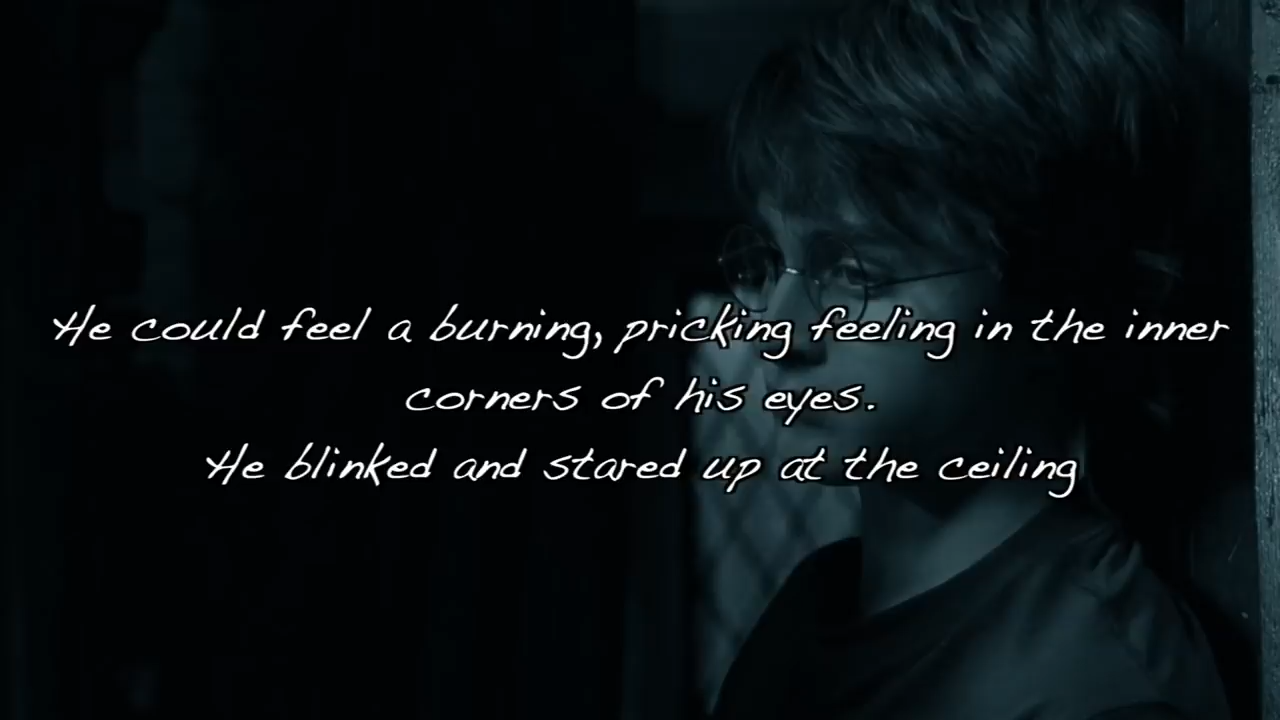 He could feel a burning, pricking feeling in the inner
corners of his eyes.
He blinked and stared up at the ceiling